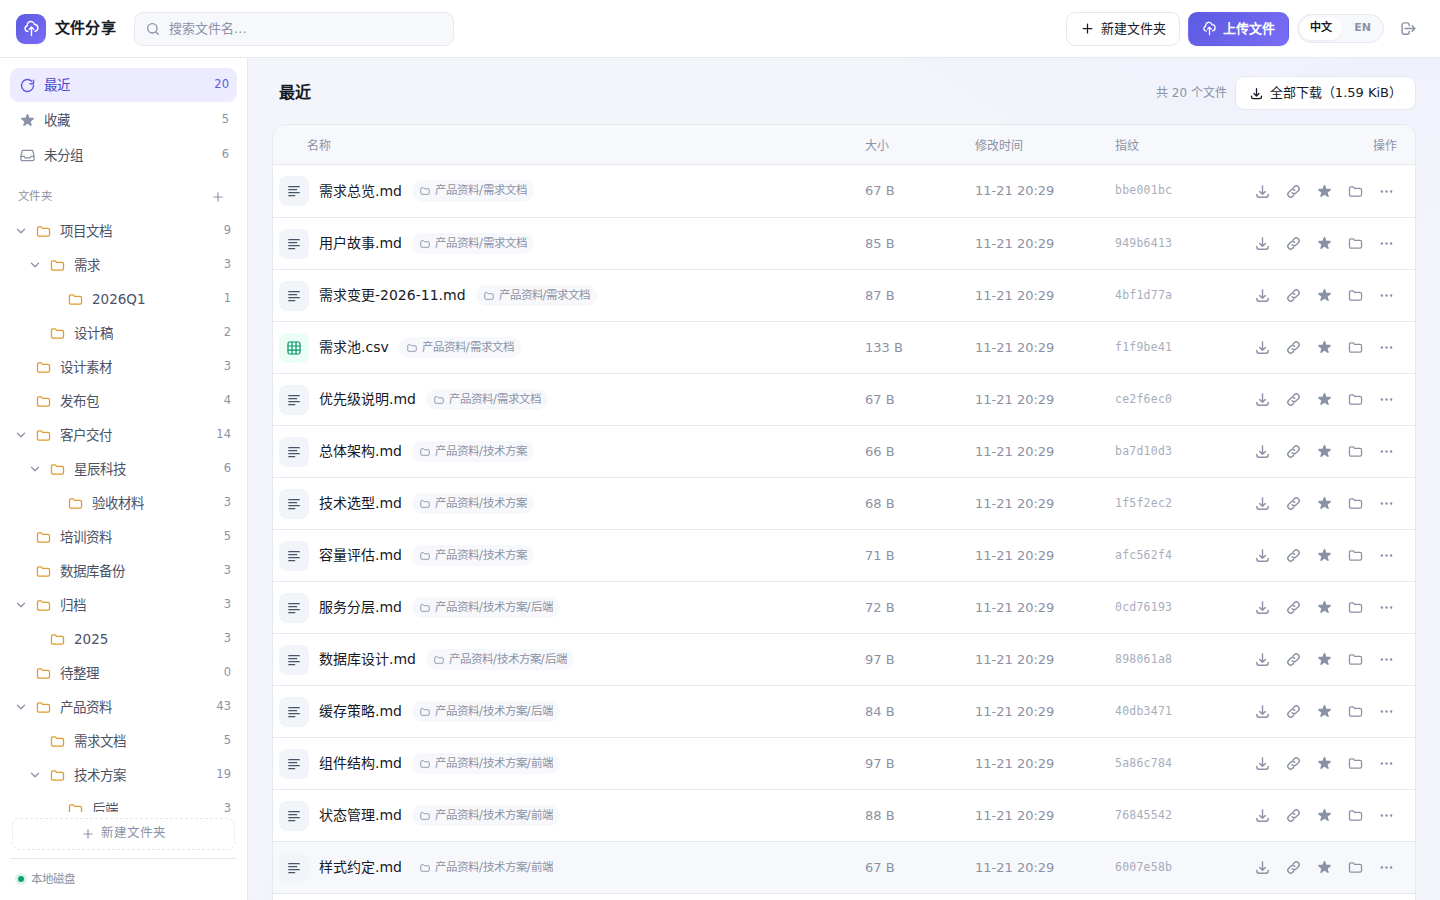 文件分享
搜索文件名...
新建文件夹
上传文件
中文 EN
最近 20
收藏 5
未分组 6
文件夹
项目文档 9
需求 3
2026Q1 1
设计稿 2
设计素材 3
发布包 4
客户交付 14
星辰科技 6
验收材料 3
培训资料 5
数据库备份 3
归档 3
2025 3
待整理 0
产品资料 43
需求文档 5
技术方案 19
后端 3
新建文件夹
本地磁盘
最近
共 20 个文件
全部下载（1.59 KiB）
名称 大小 修改时间 指纹 操作
需求总览.md 产品资料/需求文档 67 B 11-21 20:29 bbe001bc
用户故事.md 产品资料/需求文档 85 B 11-21 20:29 949b6413
需求变更-2026-11.md 产品资料/需求文档 87 B 11-21 20:29 4bf1d77a
需求池.csv 产品资料/需求文档 133 B 11-21 20:29 f1f9be41
优先级说明.md 产品资料/需求文档 67 B 11-21 20:29 ce2f6ec0
总体架构.md 产品资料/技术方案 66 B 11-21 20:29 ba7d10d3
技术选型.md 产品资料/技术方案 68 B 11-21 20:29 1f5f2ec2
容量评估.md 产品资料/技术方案 71 B 11-21 20:29 afc562f4
服务分层.md 产品资料/技术方案/后端 72 B 11-21 20:29 0cd76193
数据库设计.md 产品资料/技术方案/后端 97 B 11-21 20:29 898061a8
缓存策略.md 产品资料/技术方案/后端 84 B 11-21 20:29 40db3471
组件结构.md 产品资料/技术方案/前端 97 B 11-21 20:29 5a86c784
状态管理.md 产品资料/技术方案/前端 88 B 11-21 20:29 76845542
样式约定.md 产品资料/技术方案/前端 67 B 11-21 20:29 6007e58b